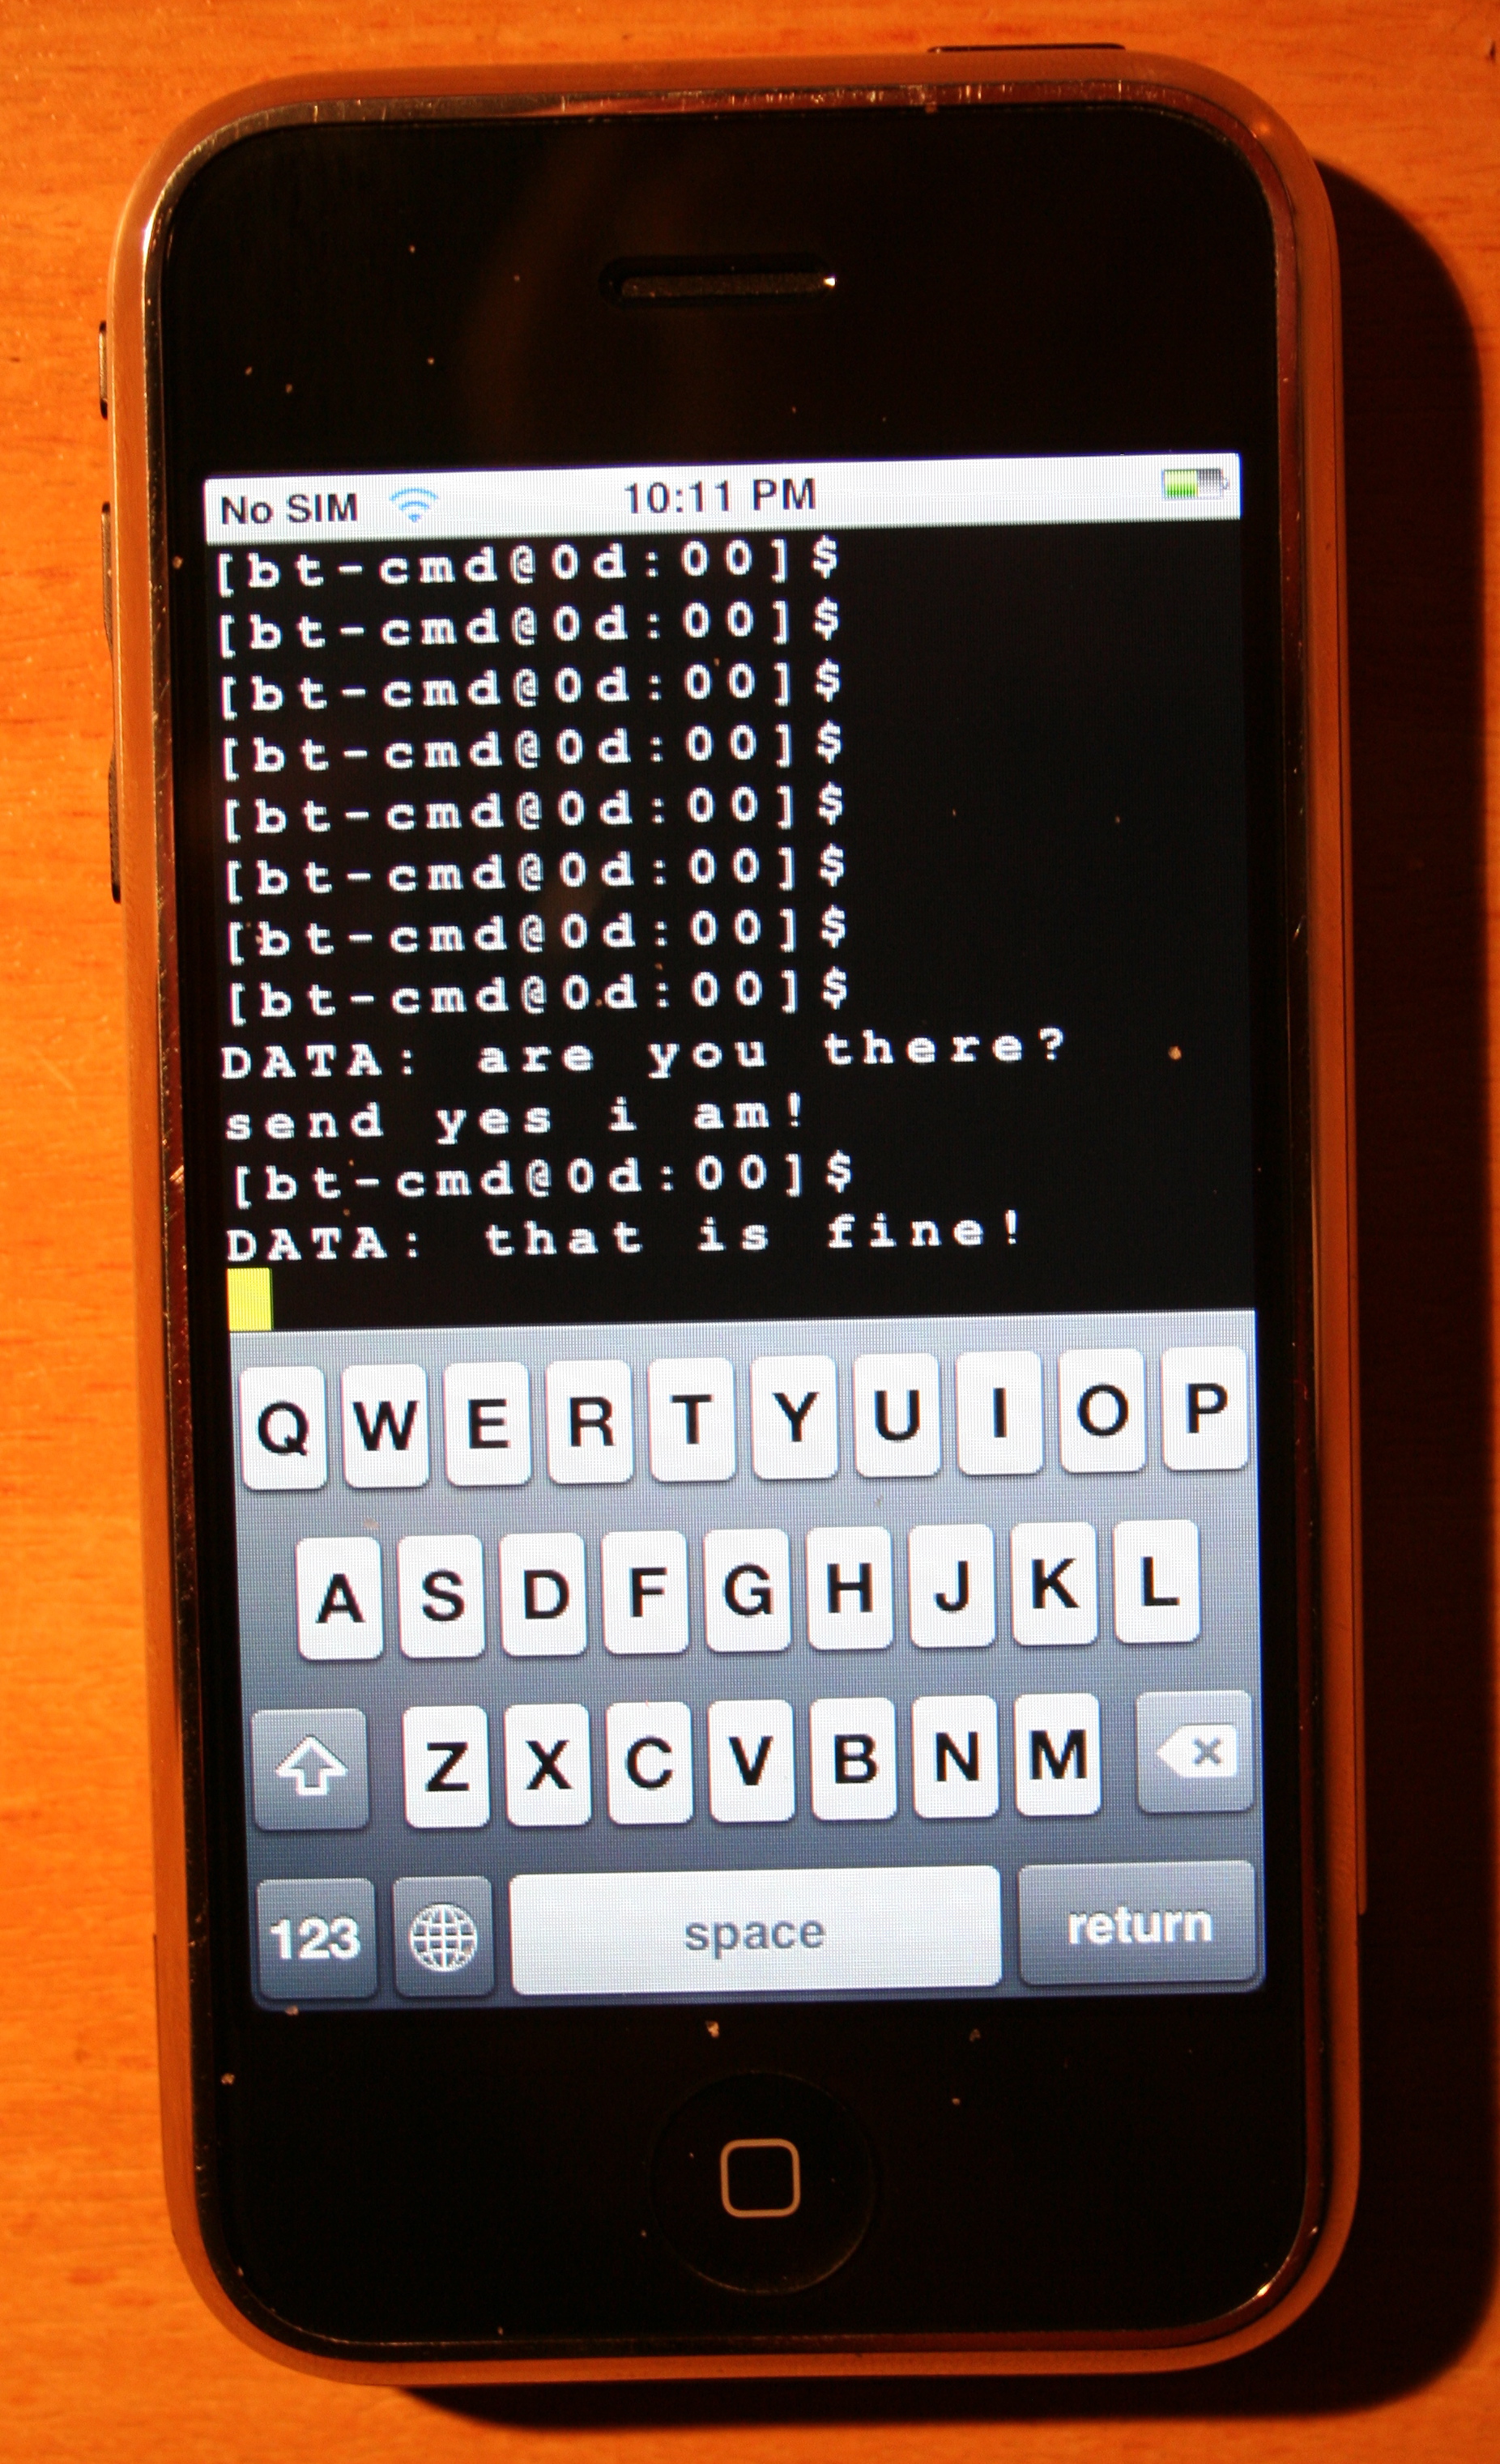 No SIM 10:11 PM
[bt-cmd@0d:00]$
[bt-cmd@0d:00]$
[bt-cmd@0d:00]$
[bt-cmd@0d:00]$
[bt-cmd@0d:00]$
[bt-cmd@0d:00]$
[bt-cmd@0d:00]$
[bt-cmd@0d:00]$
DATA: are you there?
send yes i am!
[bt-cmd@0d:00]$
DATA: that is fine!
Q W E R T Y U I O P
A S D F G H J K L
Z X C V B N M
123 space return